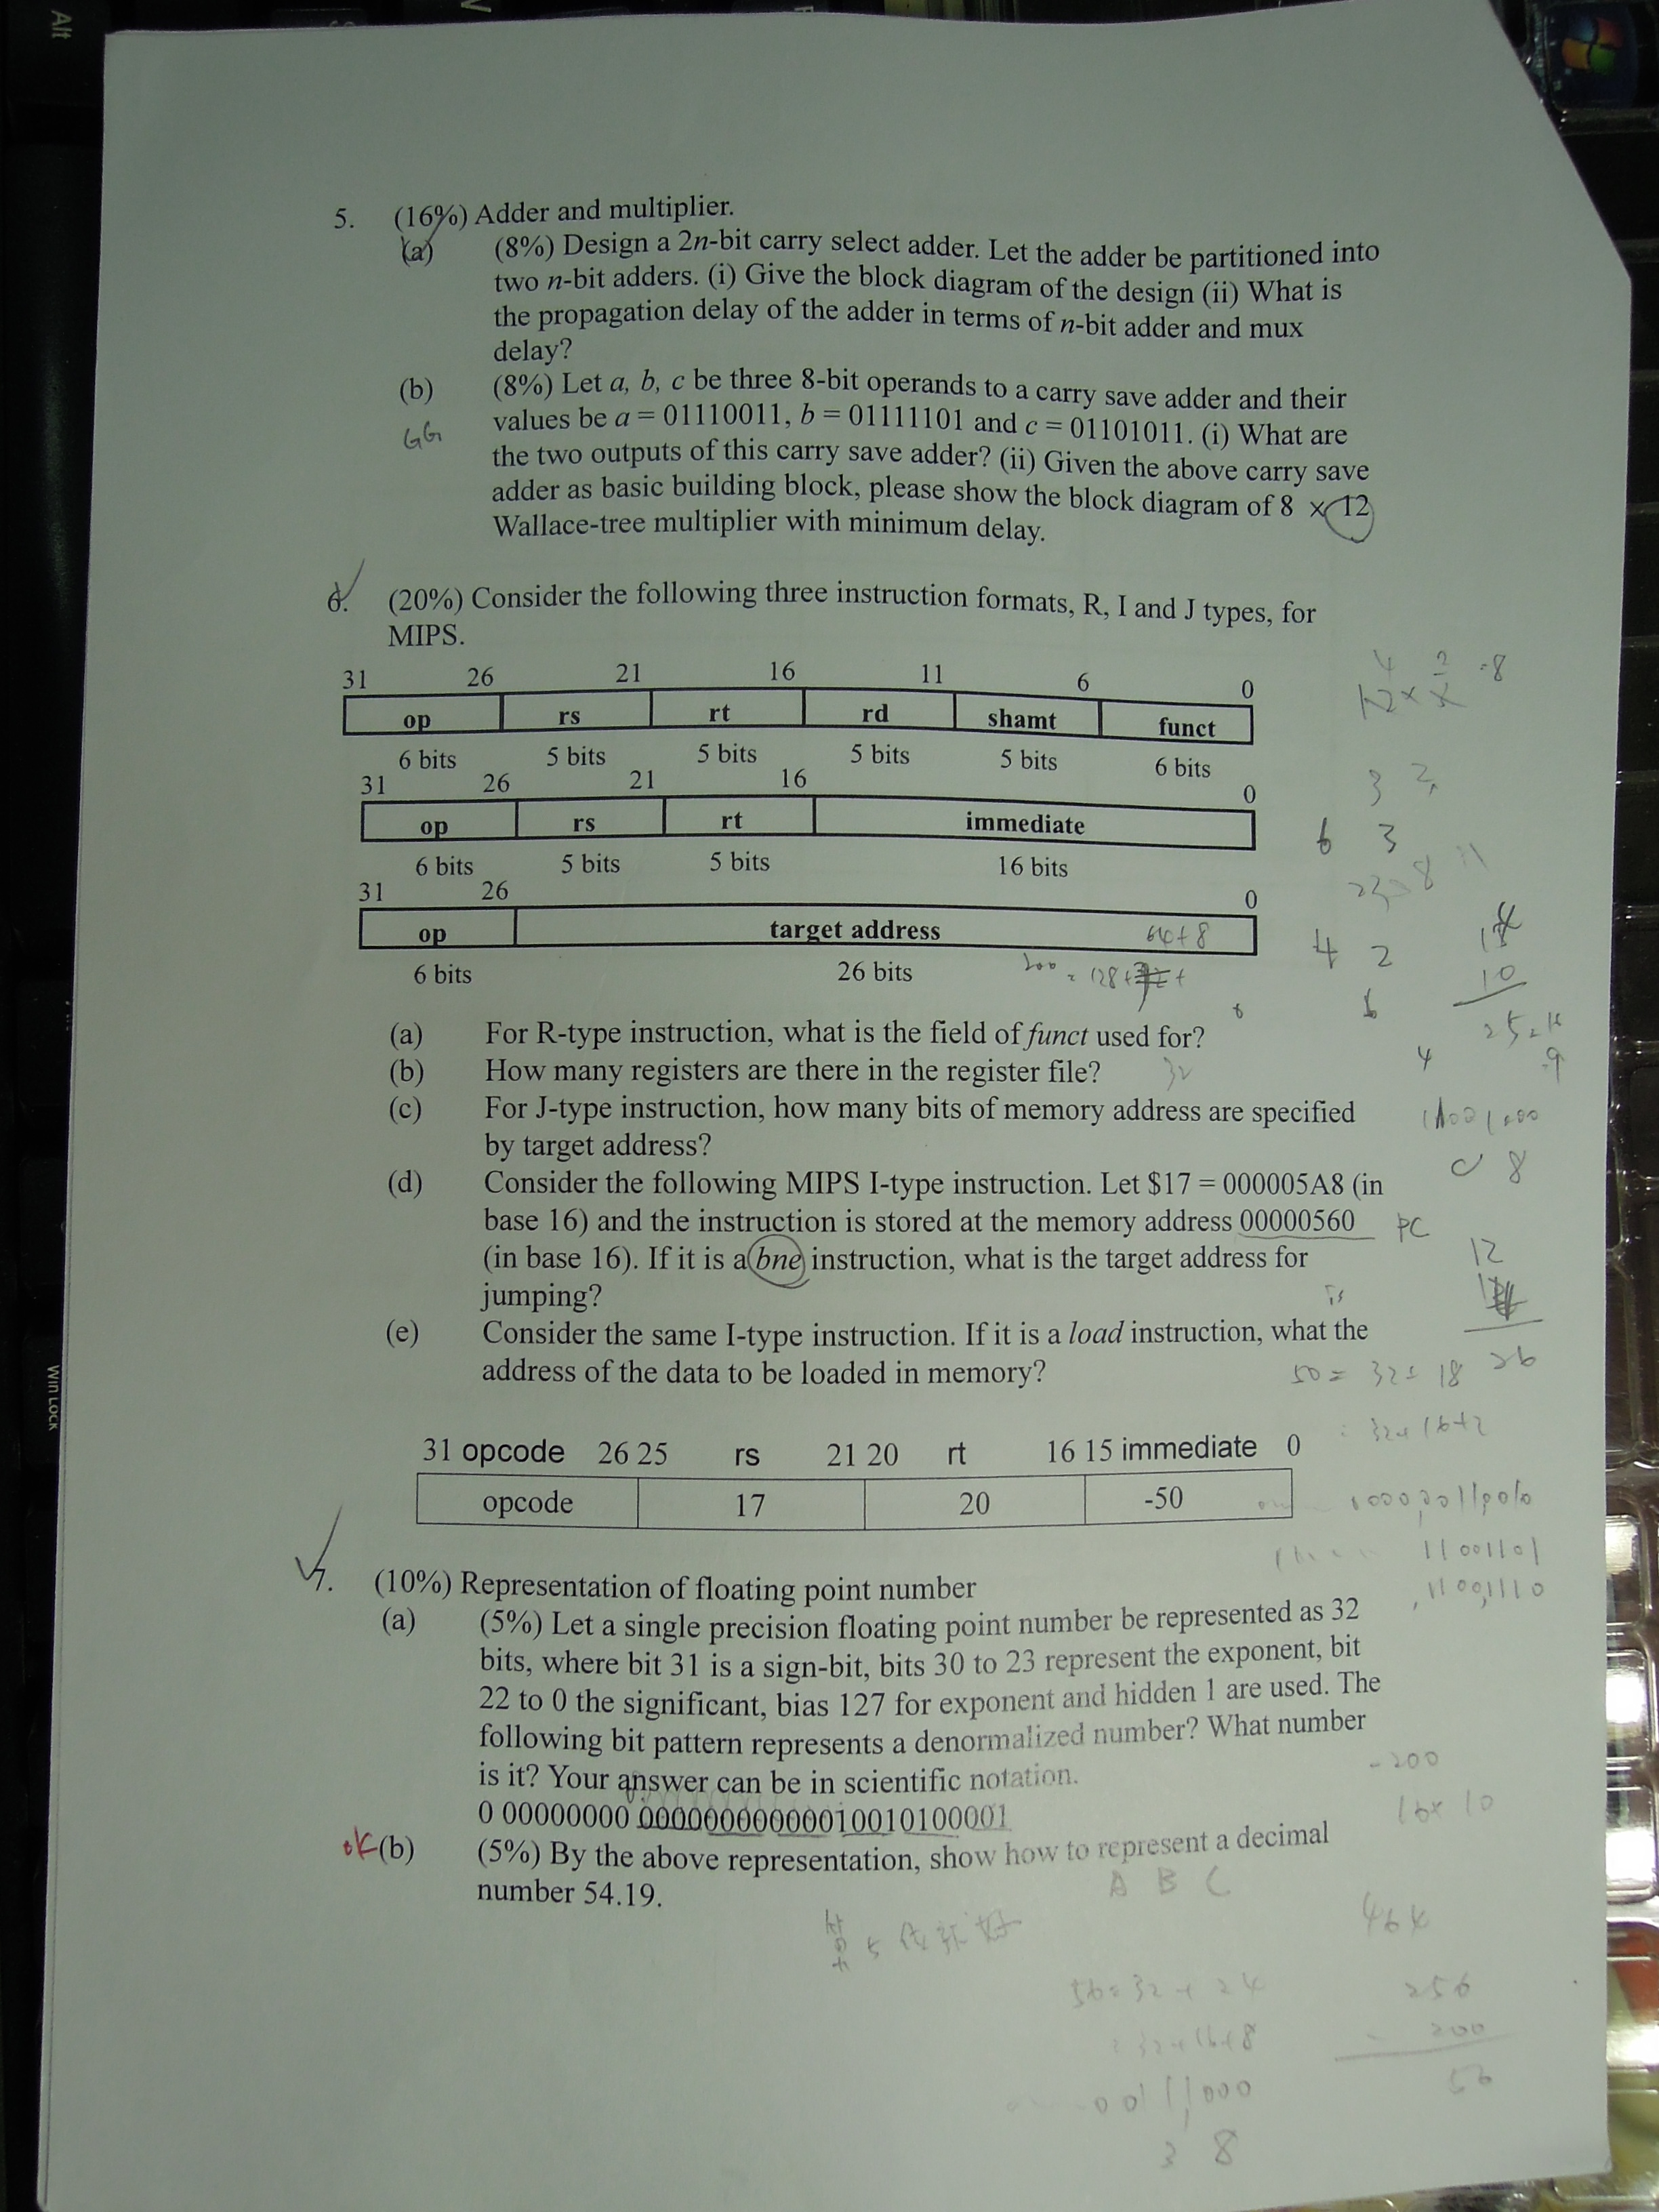 Alt
5. (16%) Adder and multiplier.
(a) (8%) Design a 2n-bit carry select adder. Let the adder be partitioned into
two n-bit adders. (i) Give the block diagram of the design (ii) What is
the propagation delay of the adder in terms of n-bit adder and mux
delay?
(b) (8%) Let a, b, c be three 8-bit operands to a carry save adder and their
GG
values be a = 01110011, b = 01111101 and c = 01101011. (i) What are
the two outputs of this carry save adder? (ii) Given the above carry save
adder as basic building block, please show the block diagram of 8 × 12
Wallace-tree multiplier with minimum delay.
6. (20%) Consider the following three instruction formats, R, I and J types, for
MIPS.
31 26 21 16 11 6 0
op rs rt rd shamt funct
6 bits 5 bits 5 bits 5 bits 5 bits 6 bits
31 26 21 16 0
op rs rt immediate
6 bits 5 bits 5 bits 16 bits
31 26 0
op target address 64+8
6 bits 26 bits 200 = 128+
3 2
6 3
4 2
(a) For R-type instruction, what is the field of funct used for?
(b) How many registers are there in the register file? 32
(c) For J-type instruction, how many bits of memory address are specified
by target address?
C 8
(d) Consider the following MIPS I-type instruction. Let $17 = 000005A8 (in
base 16) and the instruction is stored at the memory address 00000560 PC
(in base 16). If it is a bne instruction, what is the target address for
jumping?
12
26
(e) Consider the same I-type instruction. If it is a load instruction, what the
address of the data to be loaded in memory?
50 = 32 = 18
32+16+2
31 opcode 26 25 rs 21 20 rt 16 15 immediate 0
opcode 17 20 -50
11001101
11001110
Win Lock
7. (10%) Representation of floating point number
(a) (5%) Let a single precision floating point number be represented as 32
bits, where bit 31 is a sign-bit, bits 30 to 23 represent the exponent, bit
22 to 0 the significant, bias 127 for exponent and hidden 1 are used. The
following bit pattern represents a denormalized number? What number
is it? Your answer can be in scientific notation.
0 00000000 00000000000010010100001
-200
16x 10
ok (b) (5%) By the above representation, show how to represent a decimal
number 54.19.
A B C
56=32+24
=32+16+8
00111000
3 8
256
- 200
56